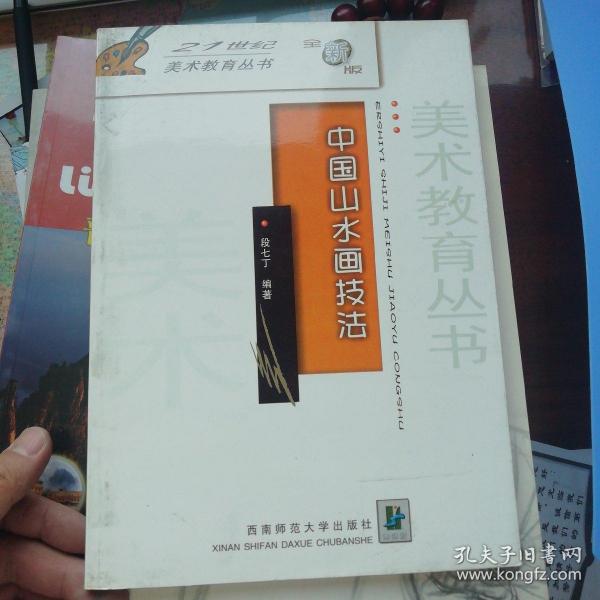 21世纪
美术教育丛书
全新版
美术教育丛书
ERSHIYI SHIJI MEISHU JIAOYU CONGSHU
中国山水画技法
段七丁 编著
美术
西南师范大学出版社
XINAN SHIFAN DAXUE CHUBANSHE
孔夫子旧书网
www.kongfz.com